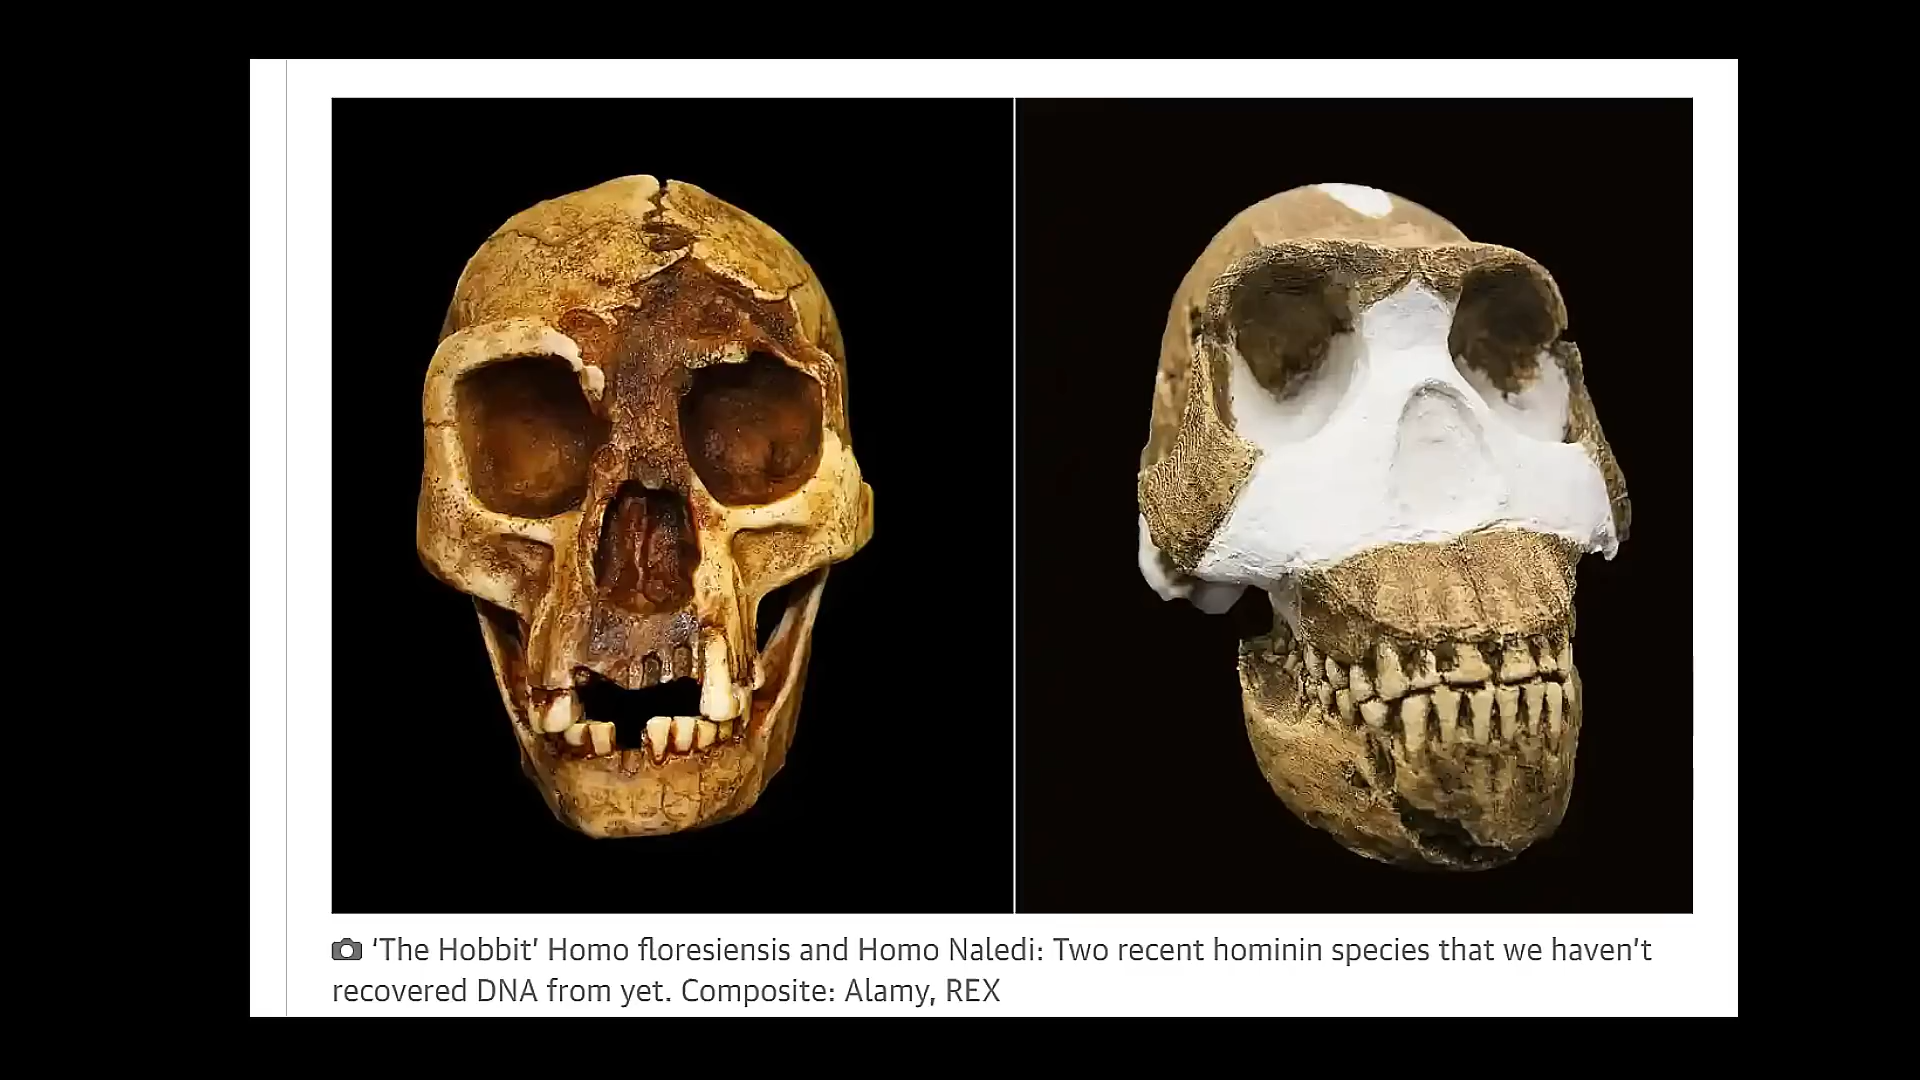 ‘The Hobbit’ Homo floresiensis and Homo Naledi: Two recent hominin species that we haven’t
recovered DNA from yet. Composite: Alamy, REX